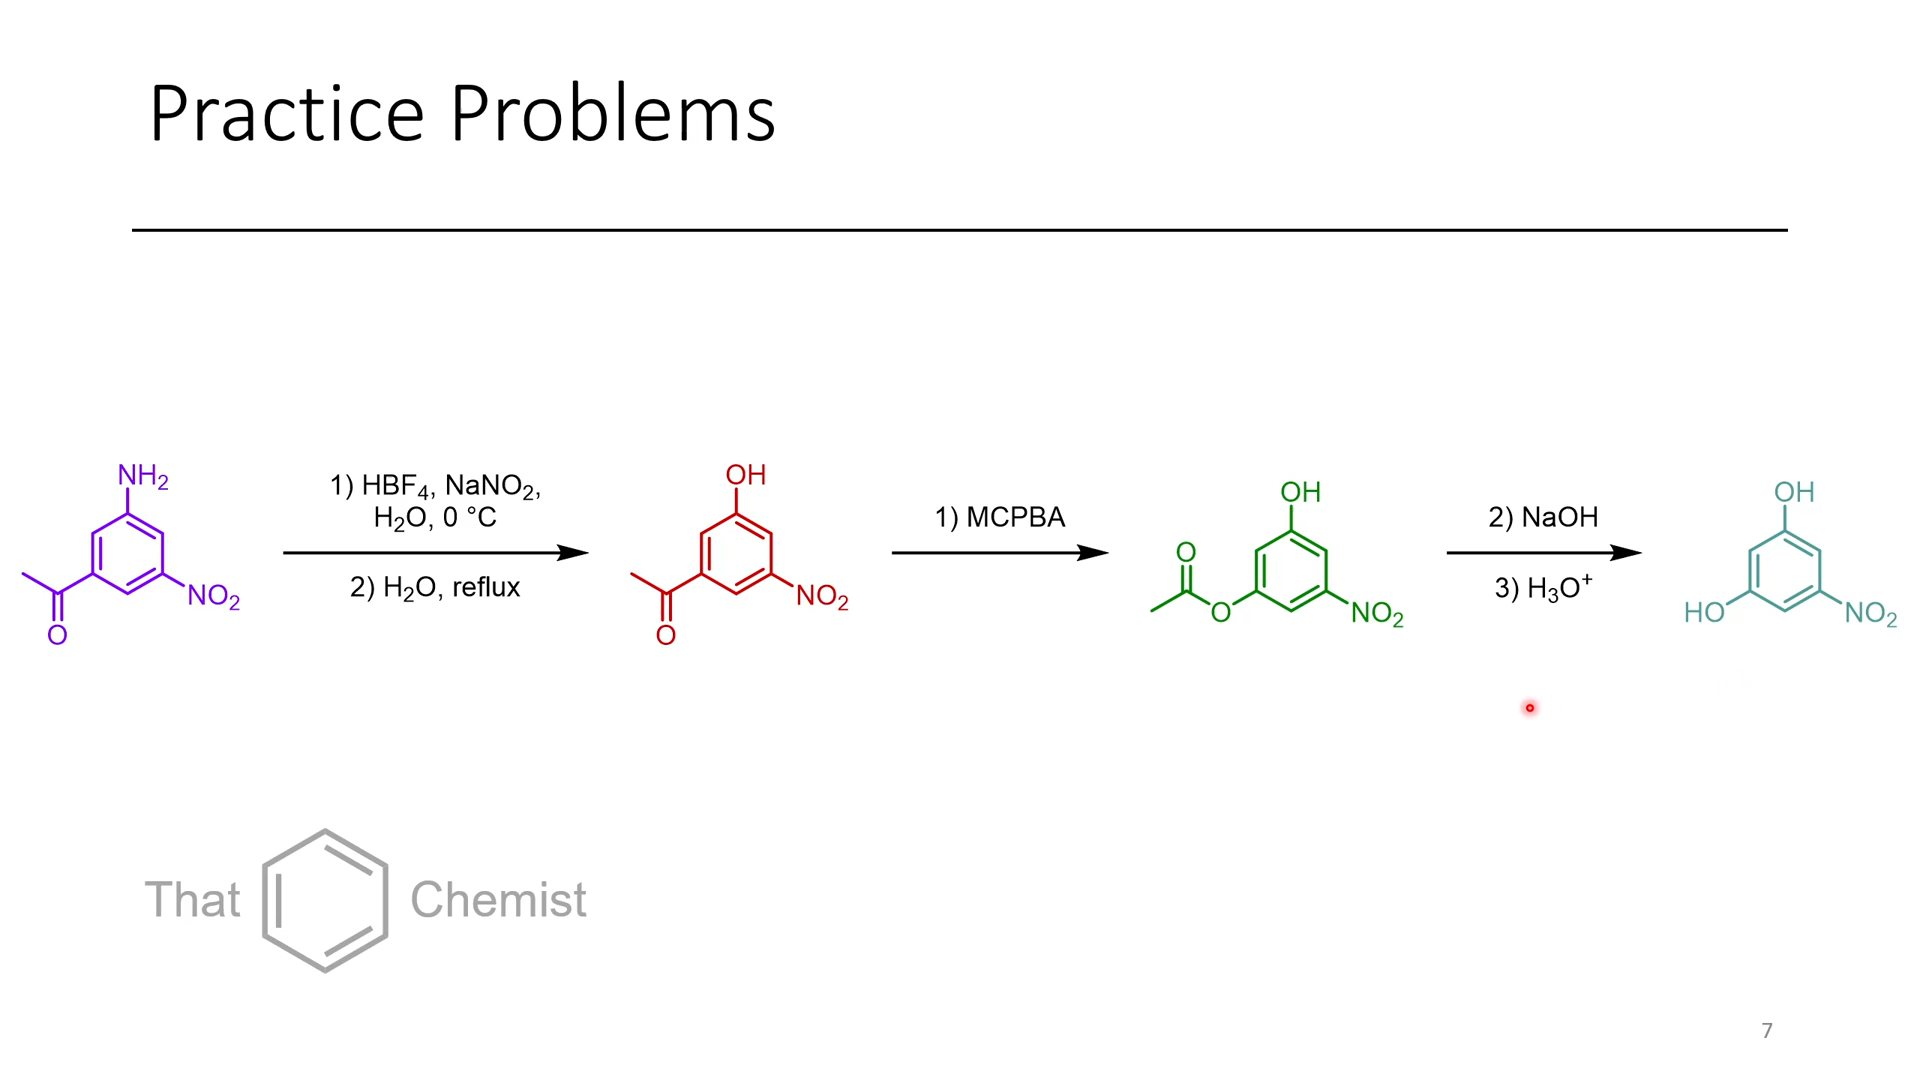 Practice Problems
NH₂
O
NO₂
1) HBF₄, NaNO₂,
H₂O, 0 °C
2) H₂O, reflux
OH
O
NO₂
1) MCPBA
OH
O
O
NO₂
2) NaOH
3) H₃O⁺
OH
HO
NO₂
That Chemist
7